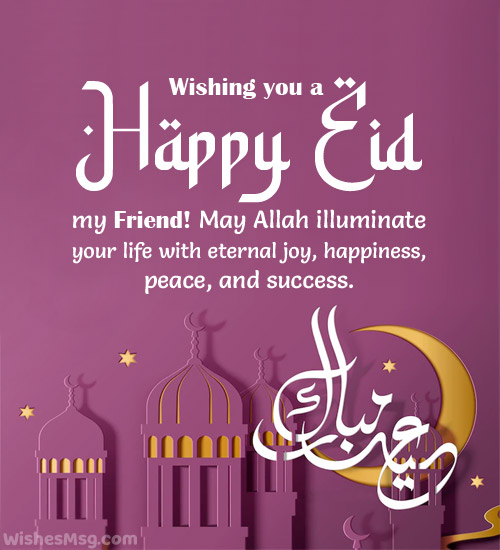 Wishing you a
Happy Eid
my Friend! May Allah illuminate
your life with eternal joy, happiness,
peace, and success.
عيد مبارك
WishesMsg.com